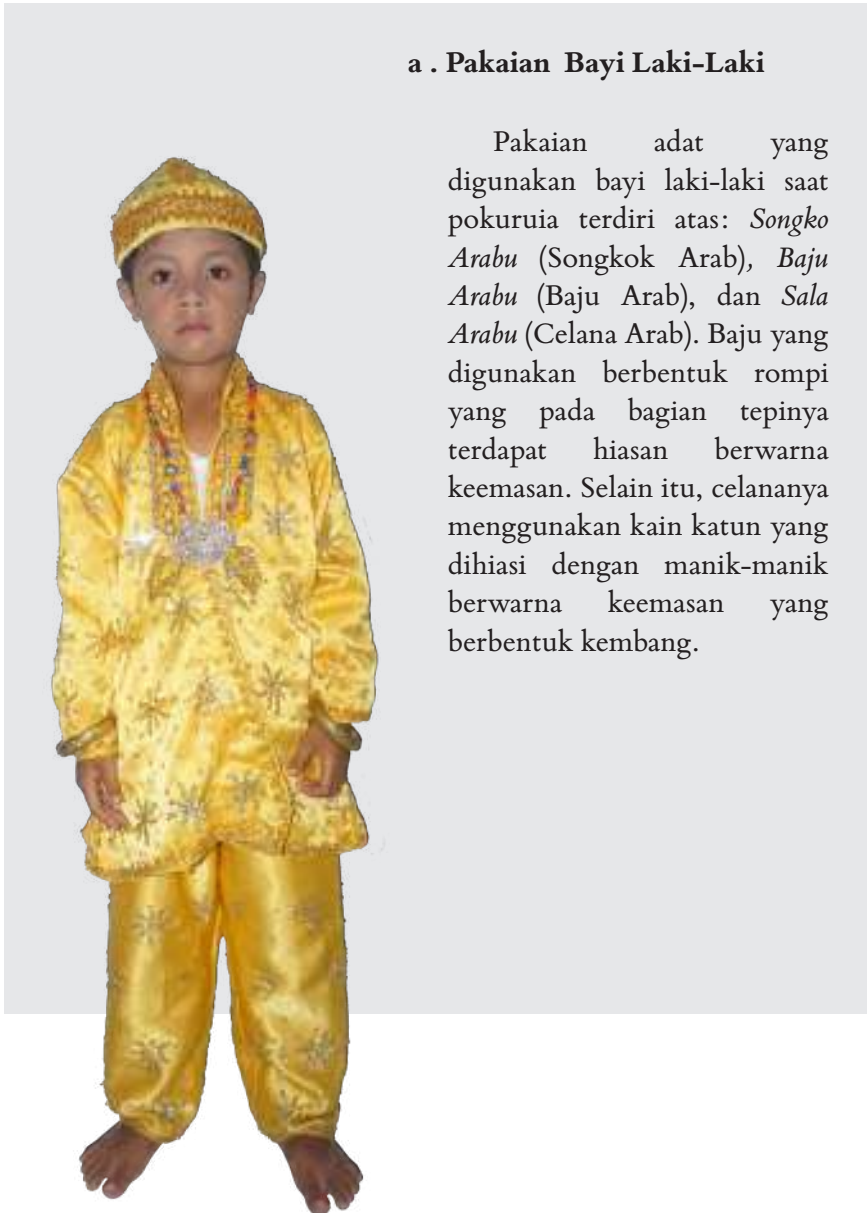 a . Pakaian Bayi Laki-Laki
Pakaian adat yang
digunakan bayi laki-laki saat
pokuruia terdiri atas: Songko
Arabu (Songkok Arab), Baju
Arabu (Baju Arab), dan Sala
Arabu (Celana Arab). Baju yang
digunakan berbentuk rompi
yang pada bagian tepinya
terdapat hiasan berwarna
keemasan. Selain itu, celananya
menggunakan kain katun yang
dihiasi dengan manik-manik
berwarna keemasan yang
berbentuk kembang.